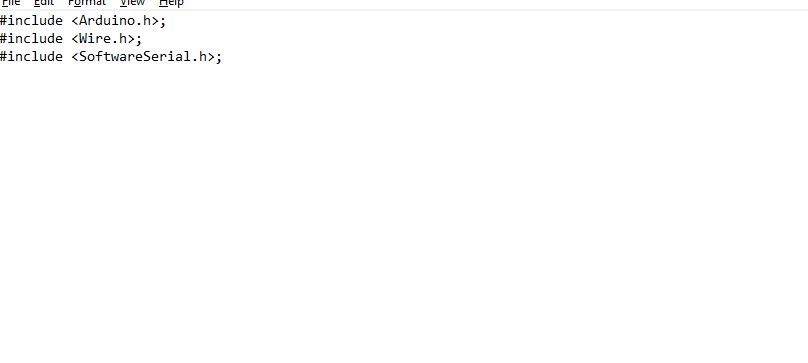 File Edit Format View Help
#include <Arduino.h>;
#include <Wire.h>;
#include <SoftwareSerial.h>;